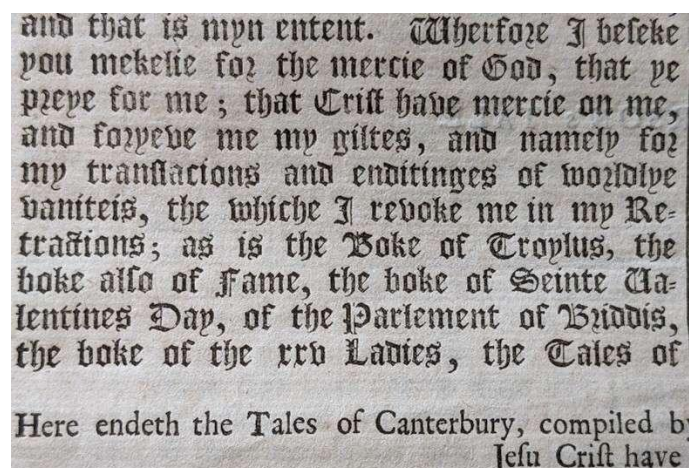 and that is myn entent. Wherfore I beſeke
you mekelie for the mercie of God, that ye
preye for me; that Criſt have mercie on me,
and foryeve me my giltes, and namely for
my tranſlacions and enditinges of worldlye
vaniteis, the whiche I revoke me in my Re-
tractions; as is the Boke of Troylus, the
boke alſo of Fame, the boke of Seinte Va-
lentines Day, of the Parlement of Briddis,
the boke of the xxv Ladies, the Tales of
Here endeth the Tales of Canterbury, compiled by
Jeſu Criſt have